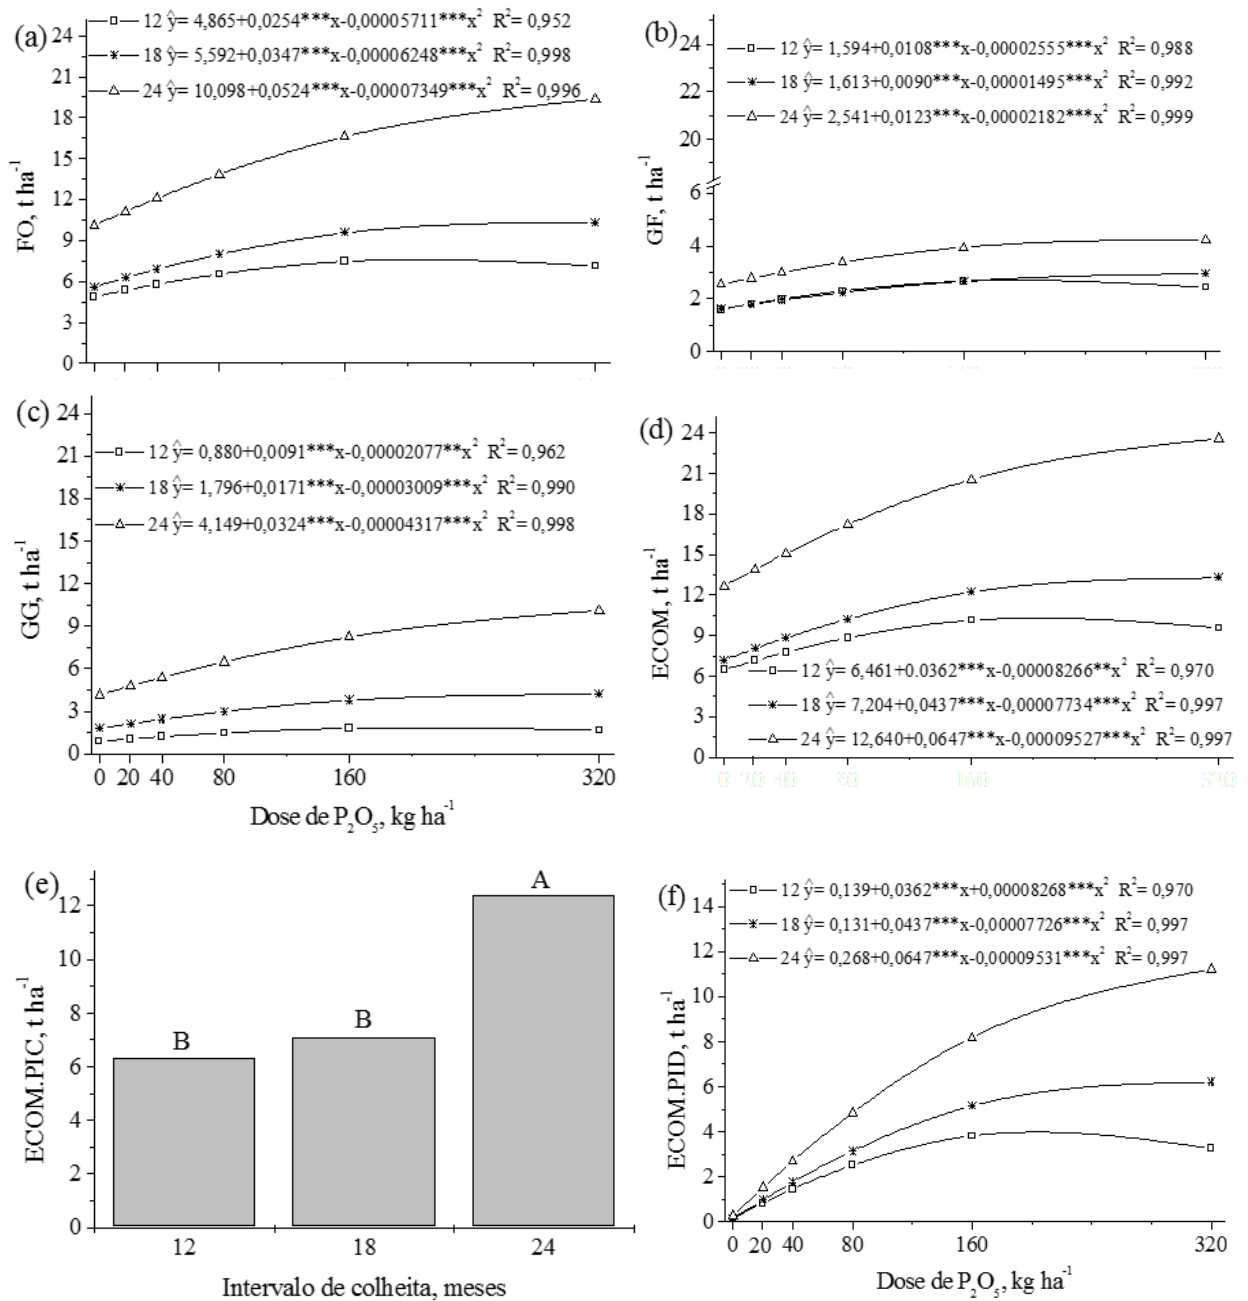 (a)
12 ŷ= 4,865+0,0254***x-0,00005711***x² R²= 0,952
18 ŷ= 5,592+0,0347***x-0,00006248***x² R²= 0,998
24 ŷ= 10,098+0,0524***x-0,00007349***x² R²= 0,996
24
21
18
15
12
9
6
3
0
FO, t ha⁻¹
(b)
12 ŷ= 1,594+0,0108***x-0,00002555***x² R²= 0,988
18 ŷ= 1,613+0,0090***x-0,00001495***x² R²= 0,992
24 ŷ= 2,541+0,0123***x-0,00002182***x² R²= 0,999
24
22
20
6
4
2
0
GF, t ha⁻¹
(c)
12 ŷ= 0,880+0,0091***x-0,00002077**x² R²= 0,962
18 ŷ= 1,796+0,0171***x-0,00003009***x² R²= 0,990
24 ŷ= 4,149+0,0324***x-0,00004317***x² R²= 0,998
24
21
18
15
12
9
6
3
0
GG, t ha⁻¹
0 20 40 80 160 320
Dose de P₂O₅, kg ha⁻¹
(d)
24
21
18
15
12
9
6
3
0
ECOM, t ha⁻¹
12 ŷ= 6,461+0.0362***x-0,00008266**x² R²= 0,970
18 ŷ= 7,204+0,0437***x-0,00007734***x² R²= 0,997
24 ŷ= 12,640+0,0647***x-0,00009527***x² R²= 0,997
0 20 40 80 160 320
(e)
12
10
8
6
4
2
0
ECOM.PIC, t ha⁻¹
B
B
A
12 18 24
Intervalo de colheita, meses
(f)
12 ŷ= 0,139+0,0362***x+0,00008268***x² R²= 0,970
18 ŷ= 0,131+0,0437***x-0,00007726***x² R²= 0,997
24 ŷ= 0,268+0,0647***x-0,00009531***x² R²= 0,997
14
12
10
8
6
4
2
0
ECOM.PID, t ha⁻¹
0 20 40 80 160 320
Dose de P₂O₅, kg ha⁻¹